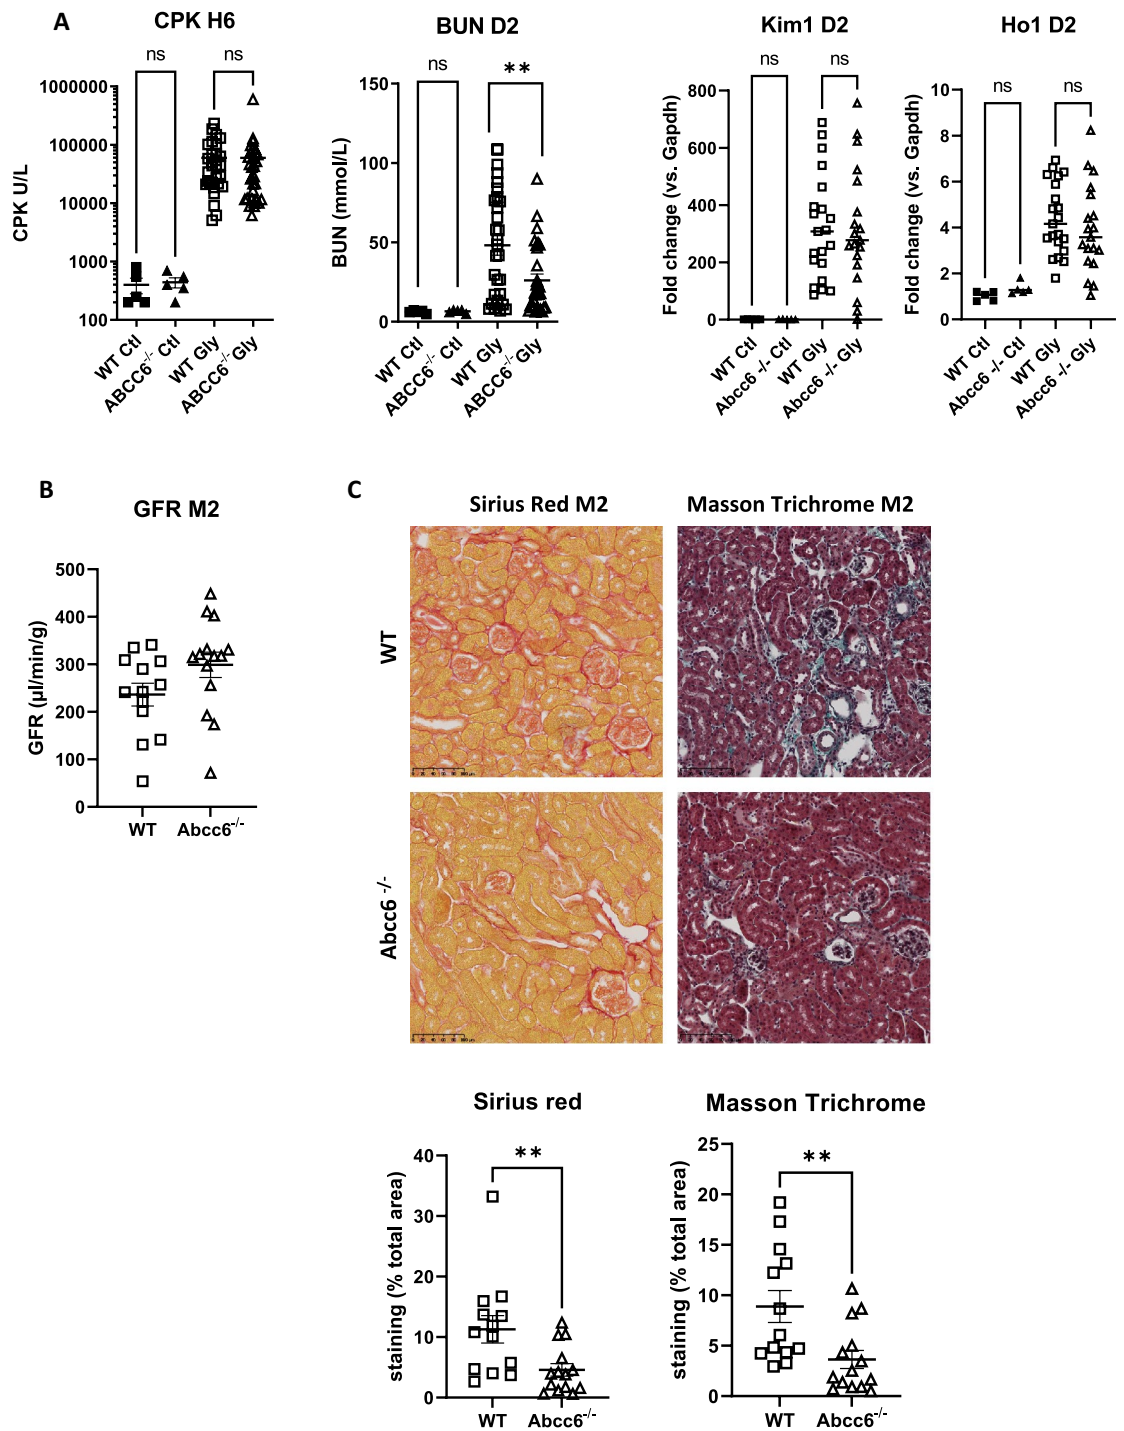 A
CPK H6
ns
ns
CPK U/L
1000000
100000
10000
1000
100
WT Ctl
ABCC6-/- Ctl
WT Gly
ABCC6-/- Gly
BUN D2
ns
**
BUN (mmol/L)
150
100
50
0
WT Ctl
ABCC6-/- Ctl
WT Gly
ABCC6-/- Gly
Kim1 D2
ns
ns
Fold change (vs. Gapdh)
800
600
400
200
0
WT Ctl
Abcc6 -/- Ctl
WT Gly
Abcc6 -/- Gly
Ho1 D2
ns
ns
Fold change (vs. Gapdh)
10
8
6
4
2
0
WT Ctl
Abcc6 -/- Ctl
WT Gly
Abcc6 -/- Gly
B
GFR M2
GFR (µl/min/g)
500
400
300
200
100
0
WT
Abcc6-/-
C
Sirius Red M2
Masson Trichrome M2
WT
Abcc6 -/-
Sirius red
**
staining (% total area)
40
30
20
10
0
WT
Abcc6-/-
Masson Trichrome
**
staining (% total area)
25
20
15
10
5
0
WT
Abcc6-/-